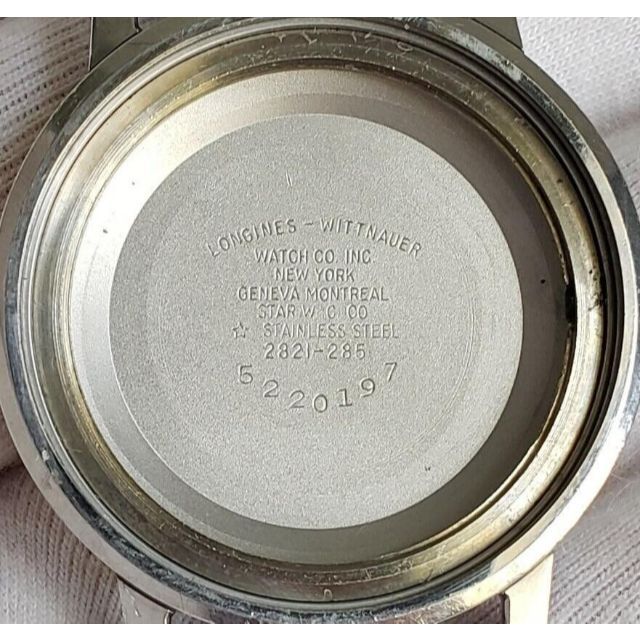 LONGINES - WITTNAUER
WATCH CO. INC.
NEW YORK
GENEVA MONTREAL
STAR W C CO
☆ STAINLESS STEEL
2821-285
5220197